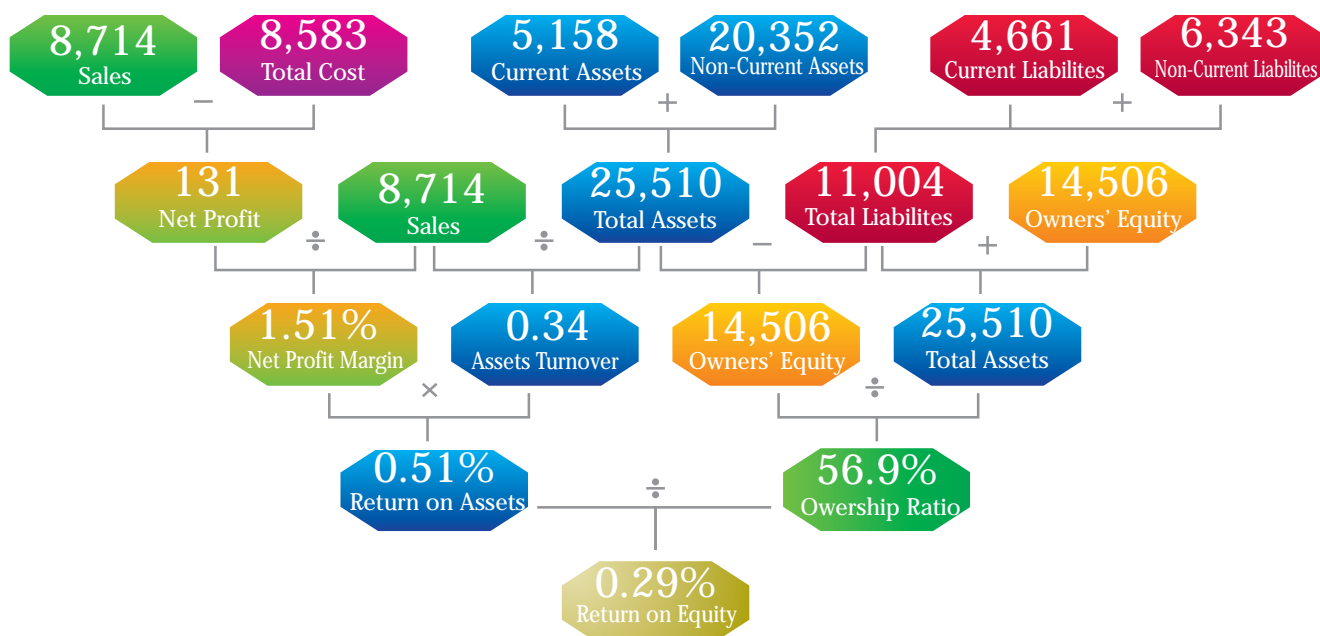 8,714
Sales
8,583
Total Cost
5,158
Current Assets
20,352
Non-Current Assets
4,661
Current Liabilites
6,343
Non-Current Liabilites
−
+
+
131
Net Profit
8,714
Sales
25,510
Total Assets
11,004
Total Liabilites
14,506
Owners' Equity
÷
÷
−
+
1.51%
Net Profit Margin
0.34
Assets Turnover
14,506
Owners' Equity
25,510
Total Assets
×
÷
0.51%
Return on Assets
56.9%
Owership Ratio
÷
0.29%
Return on Equity